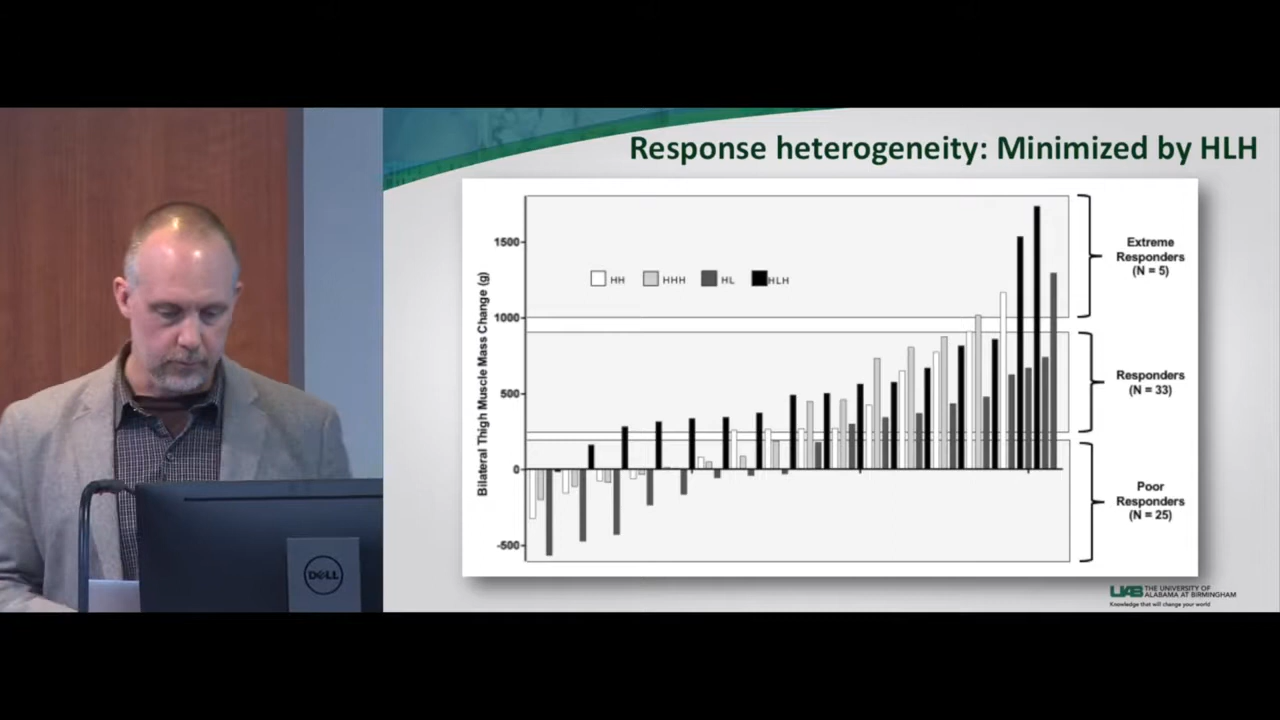 Response heterogeneity: Minimized by HLH
Bilateral Thigh Muscle Mass Change (g)
1500
1000
500
0
-500
HH
HHH
HL
HLH
Extreme
Responders
(N = 5)
Responders
(N = 33)
Poor
Responders
(N = 25)
DELL
UAB THE UNIVERSITY OF
ALABAMA AT BIRMINGHAM
Knowledge that will change your world